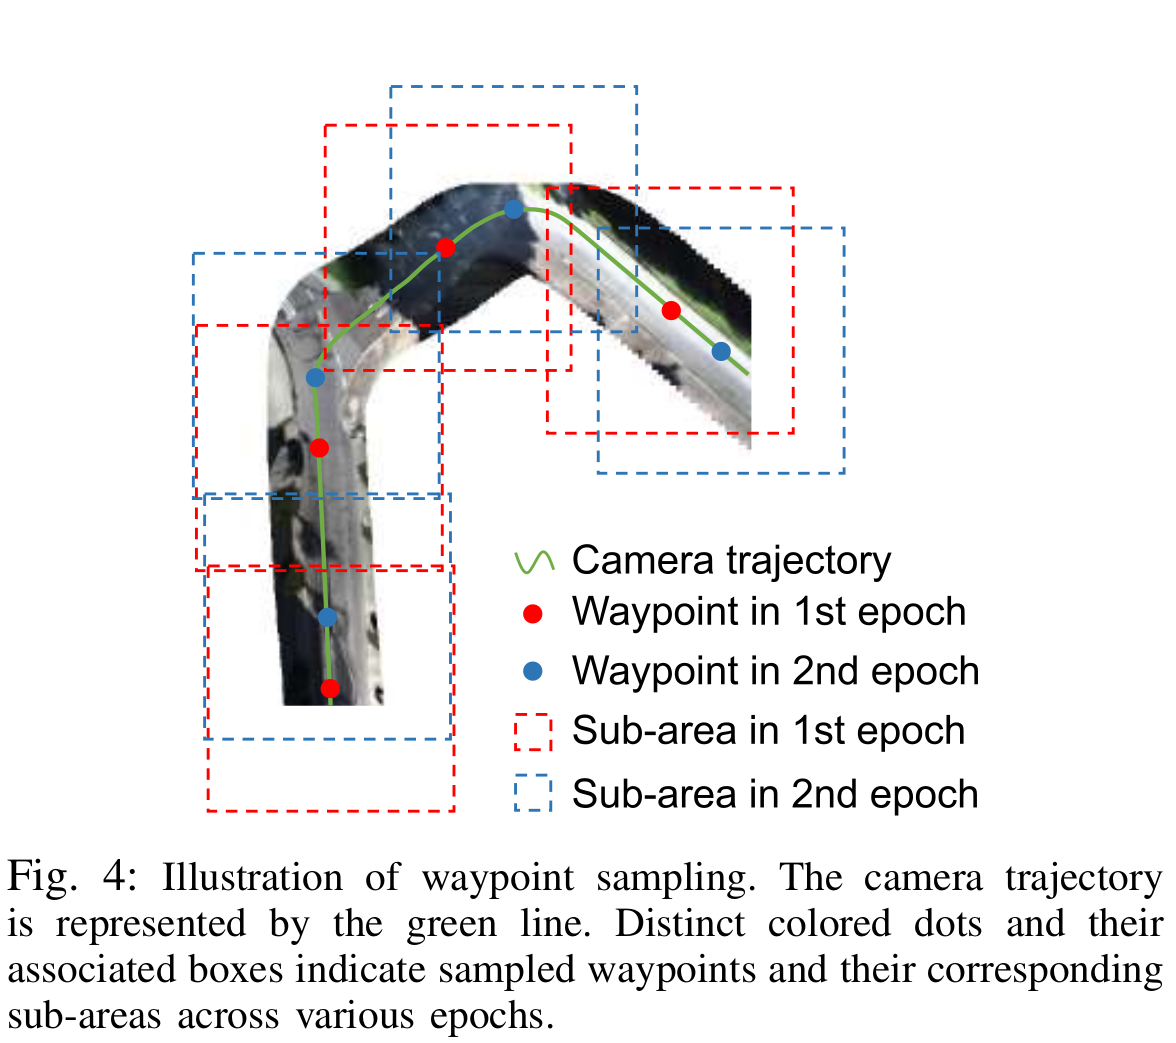 Camera trajectory
Waypoint in 1st epoch
Waypoint in 2nd epoch
Sub-area in 1st epoch
Sub-area in 2nd epoch
Fig. 4: Illustration of waypoint sampling. The camera trajectory
is represented by the green line. Distinct colored dots and their
associated boxes indicate sampled waypoints and their corresponding
sub-areas across various epochs.